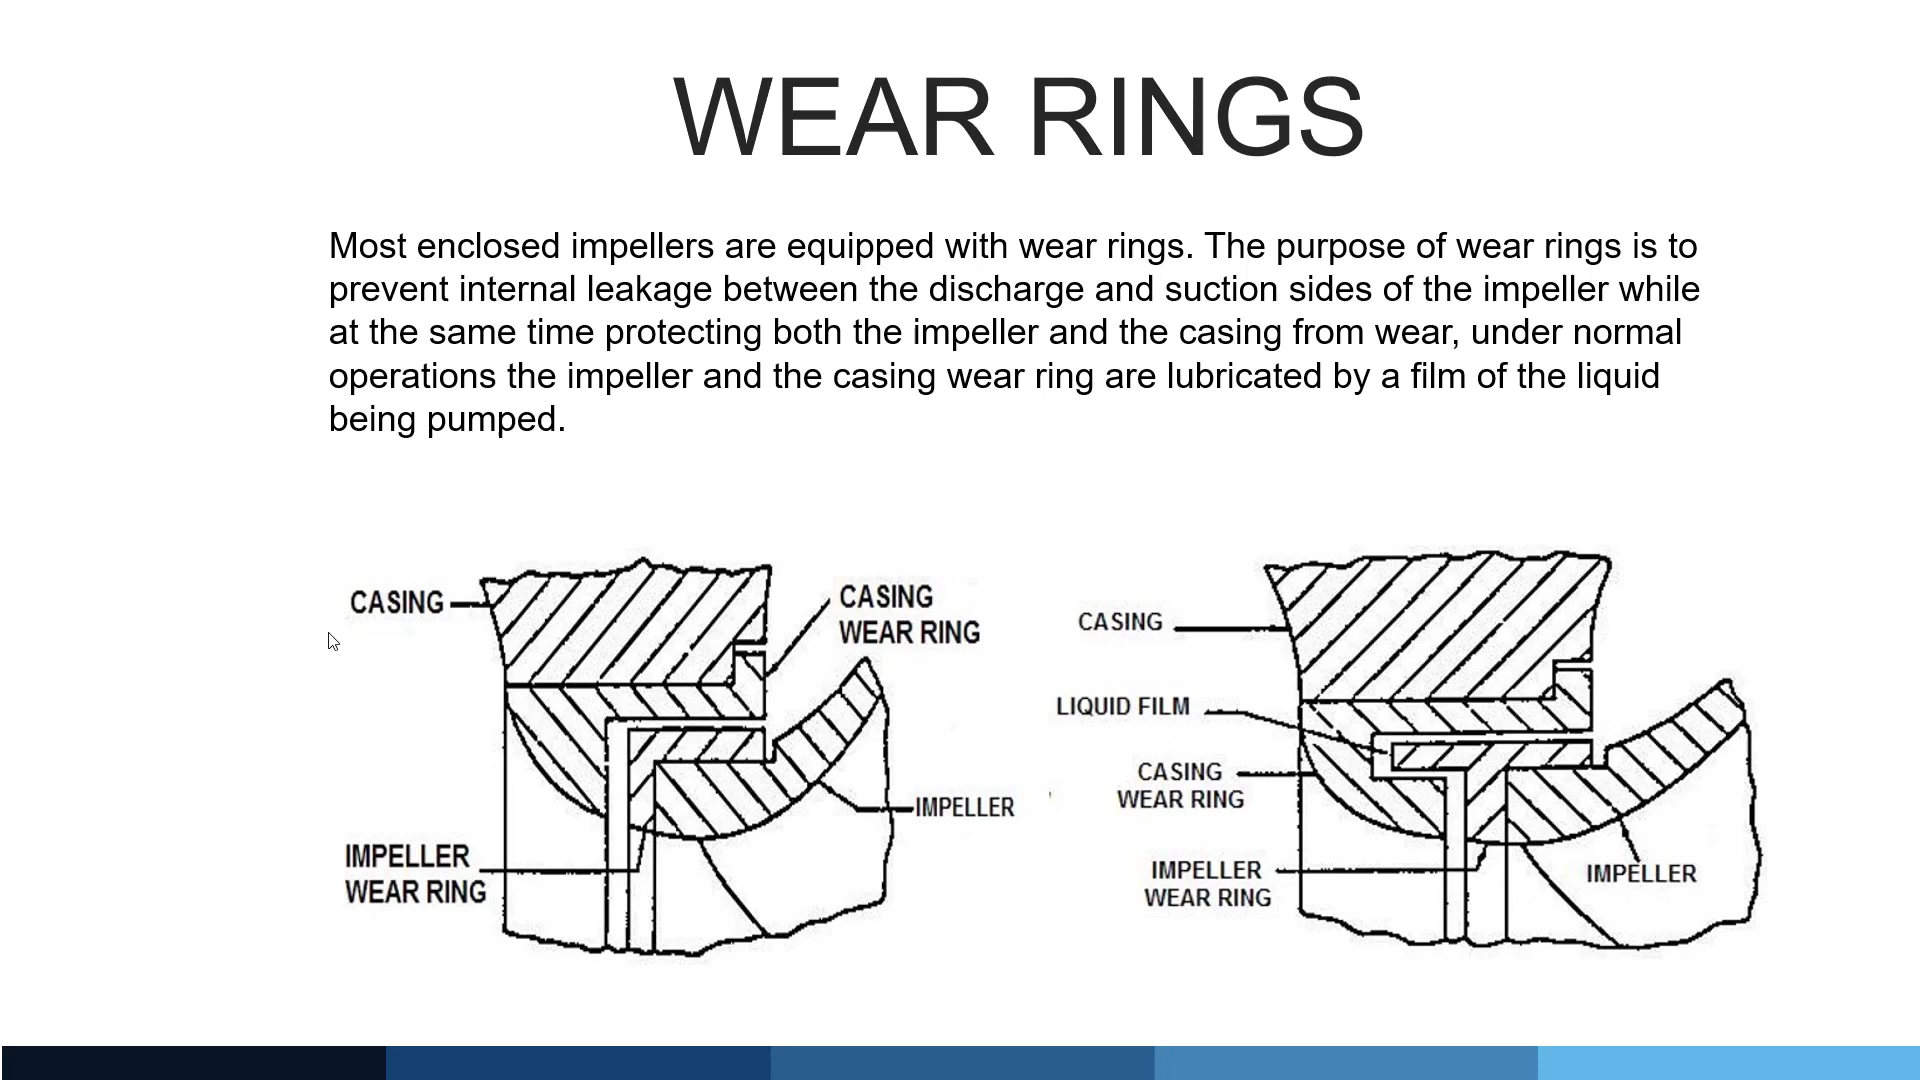 WEAR RINGS
Most enclosed impellers are equipped with wear rings. The purpose of wear rings is to
prevent internal leakage between the discharge and suction sides of the impeller while
at the same time protecting both the impeller and the casing from wear, under normal
operations the impeller and the casing wear ring are lubricated by a film of the liquid
being pumped.
CASING
CASING
WEAR RING
IMPELLER
IMPELLER
WEAR RING
CASING
LIQUID FILM
CASING
WEAR RING
IMPELLER
WEAR RING
IMPELLER